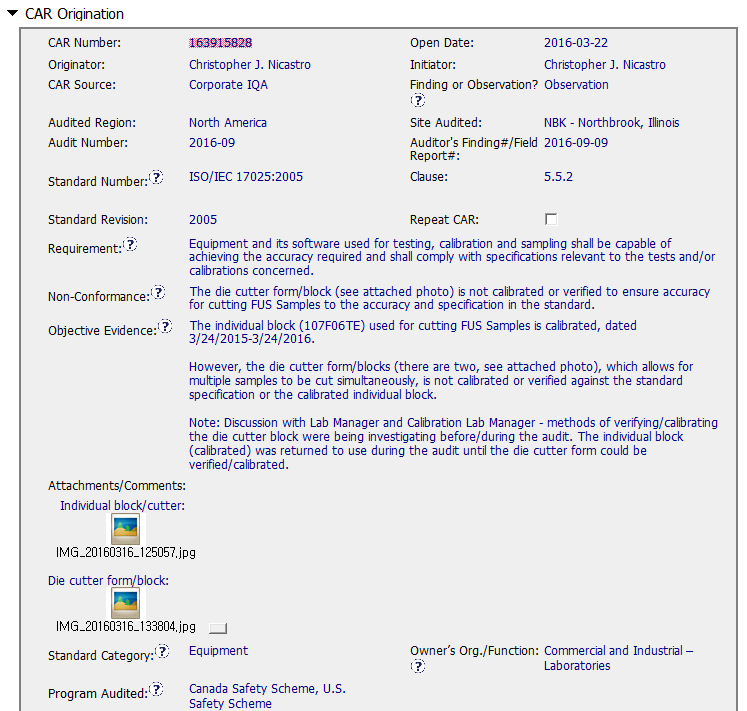 CAR Origination
CAR Number: 163915828 Open Date: 2016-03-22
Originator: Christopher J. Nicastro Initiator: Christopher J. Nicastro
CAR Source: Corporate IQA Finding or Observation? Observation
?
Audited Region: North America Site Audited: NBK - Northbrook, Illinois
Audit Number: 2016-09 Auditor's Finding#/Field 2016-09-09
Report#:
Standard Number: ? ISO/IEC 17025:2005 Clause: 5.5.2
Standard Revision: 2005 Repeat CAR:
Requirement: ? Equipment and its software used for testing, calibration and sampling shall be capable of
achieving the accuracy required and shall comply with specifications relevant to the tests and/or
calibrations concerned.
Non-Conformance: ? The die cutter form/block (see attached photo) is not calibrated or verified to ensure accuracy
for cutting FUS Samples to the accuracy and specification in the standard.
Objective Evidence: ? The individual block (107F06TE) used for cutting FUS Samples is calibrated, dated
3/24/2015-3/24/2016.
However, the die cutter form/blocks (there are two, see attached photo), which allows for
multiple samples to be cut simultaneously, is not calibrated or verified against the standard
specification or the calibrated individual block.
Note: Discussion with Lab Manager and Calibration Lab Manager - methods of verifying/calibrating
the die cutter block were being investigating before/during the audit. The individual block
(calibrated) was returned to use during the audit until the die cutter form could be
verified/calibrated.
Attachments/Comments:
Individual block/cutter:
IMG_20160316_125057.jpg
Die cutter form/block:
IMG_20160316_133804.jpg
Standard Category: ? Equipment Owner's Org./Function: Commercial and Industrial –
? Laboratories
Program Audited: ? Canada Safety Scheme, U.S.
Safety Scheme